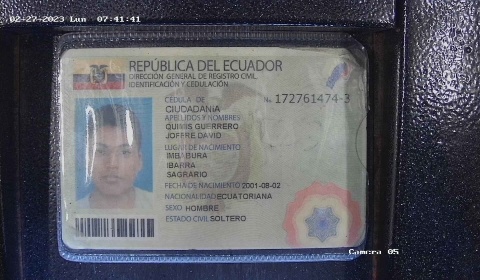 02-27-2023 Lun 07:41:41
REPÚBLICA DEL ECUADOR
DIRECCIÓN GENERAL DE REGISTRO CIVIL,
IDENTIFICACIÓN Y CEDULACIÓN
CÉDULA DE No. 172761474-3
CIUDADANÍA
APELLIDOS Y NOMBRES
GUERRERO
JOFFRE DAVID
LUGAR DE NACIMIENTO
IMBABURA
IBARRA
SAGRARIO
FECHA DE NACIMIENTO 2001-08-02
NACIONALIDAD ECUATORIANA
SEXO HOMBRE
ESTADO CIVIL SOLTERO
Camera 05